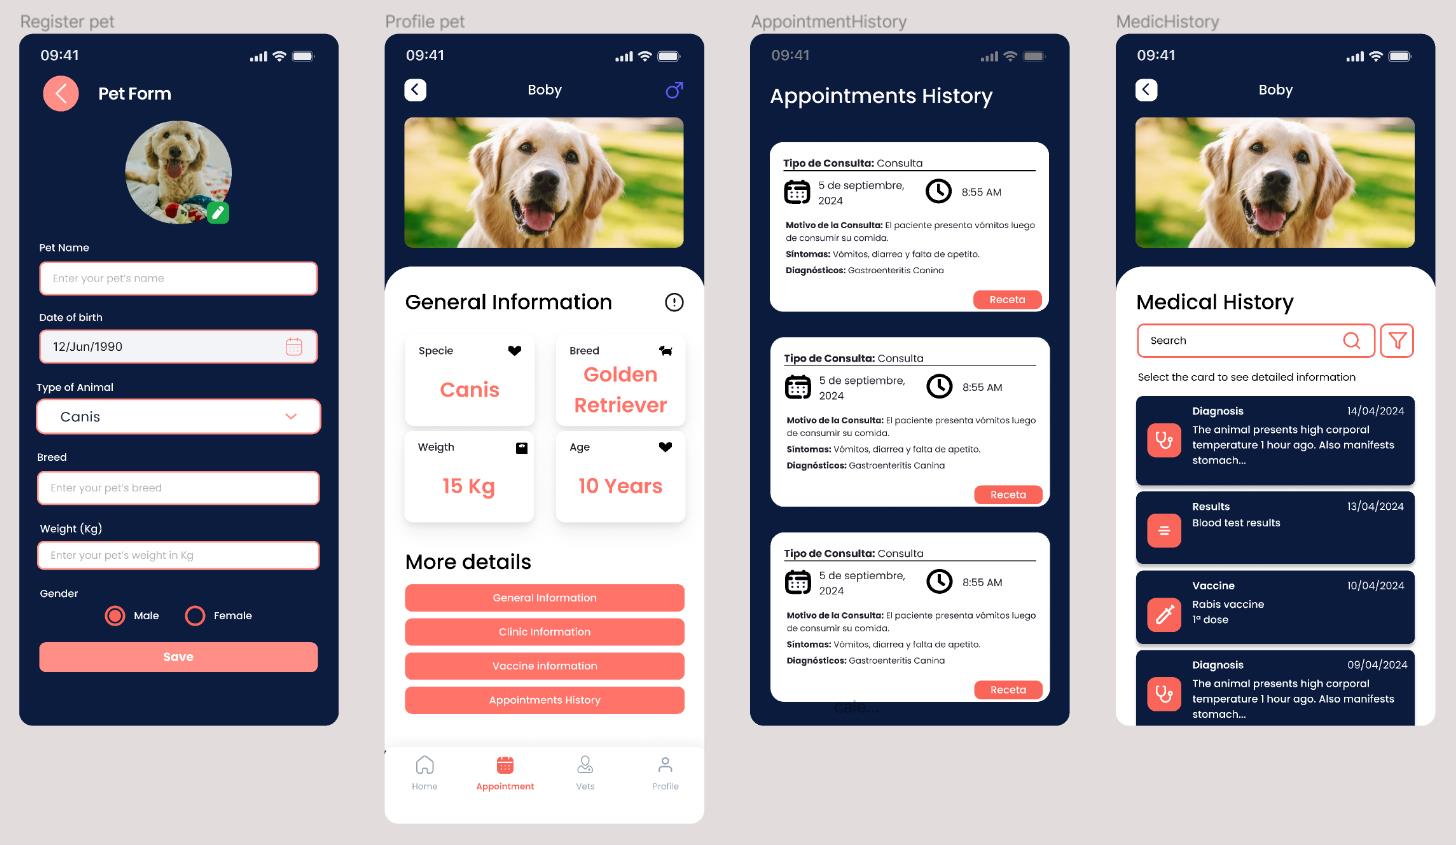 Register pet
09:41
Pet Form
Pet Name
Enter your pet's name
Date of birth
12/Jun/1990
Type of Animal
Canis
Breed
Enter your pet's breed
Weight (Kg)
Enter your pet's weight in Kg
Gender
Male
Female
Save
Profile pet
09:41
Boby
General Information
Specie
Canis
Breed
Golden
Retriever
Weigth
15 Kg
Age
10 Years
More details
General Information
Clinic Information
Vaccine information
Appointments History
Home
Appointment
Vets
Profile
AppointmentHistory
09:41
Appointments History
Tipo de Consulta: Consulta
5 de septiembre,
2024
8:55 AM
Motivo de la Consulta: El paciente presenta vómitos luego
de consumir su comida.
Síntomas: Vómitos, diarrea y falta de apetito.
Diagnósticos: Gastroenteritis Canina
Receta
Tipo de Consulta: Consulta
5 de septiembre,
2024
8:55 AM
Motivo de la Consulta: El paciente presenta vómitos luego
de consumir su comida.
Síntomas: Vómitos, diarrea y falta de apetito.
Diagnósticos: Gastroenteritis Canina
Receta
Tipo de Consulta: Consulta
5 de septiembre,
2024
8:55 AM
Motivo de la Consulta: El paciente presenta vómitos luego
de consumir su comida.
Síntomas: Vómitos, diarrea y falta de apetito.
Diagnósticos: Gastroenteritis Canina
Receta
MedicHistory
09:41
Boby
Medical History
Search
Select the card to see detailed information
Diagnosis
14/04/2024
The animal presents high corporal
temperature 1 hour ago. Also manifests
stomach...
Results
13/04/2024
Blood test results
Vaccine
10/04/2024
Rabis vaccine
1ª dose
Diagnosis
09/04/2024
The animal presents high corporal
temperature 1 hour ago. Also manifests
stomach...